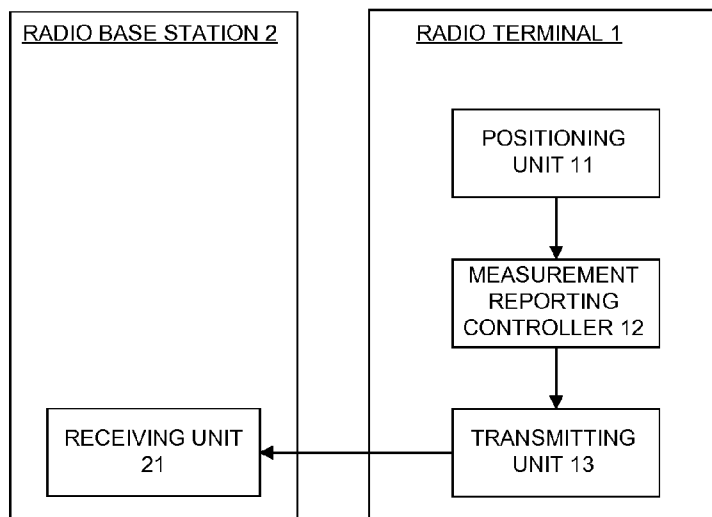 RADIO BASE STATION 2
RADIO TERMINAL 1
POSITIONING
UNIT 11
MEASUREMENT
REPORTING
CONTROLLER 12
RECEIVING UNIT
21
TRANSMITTING
UNIT 13